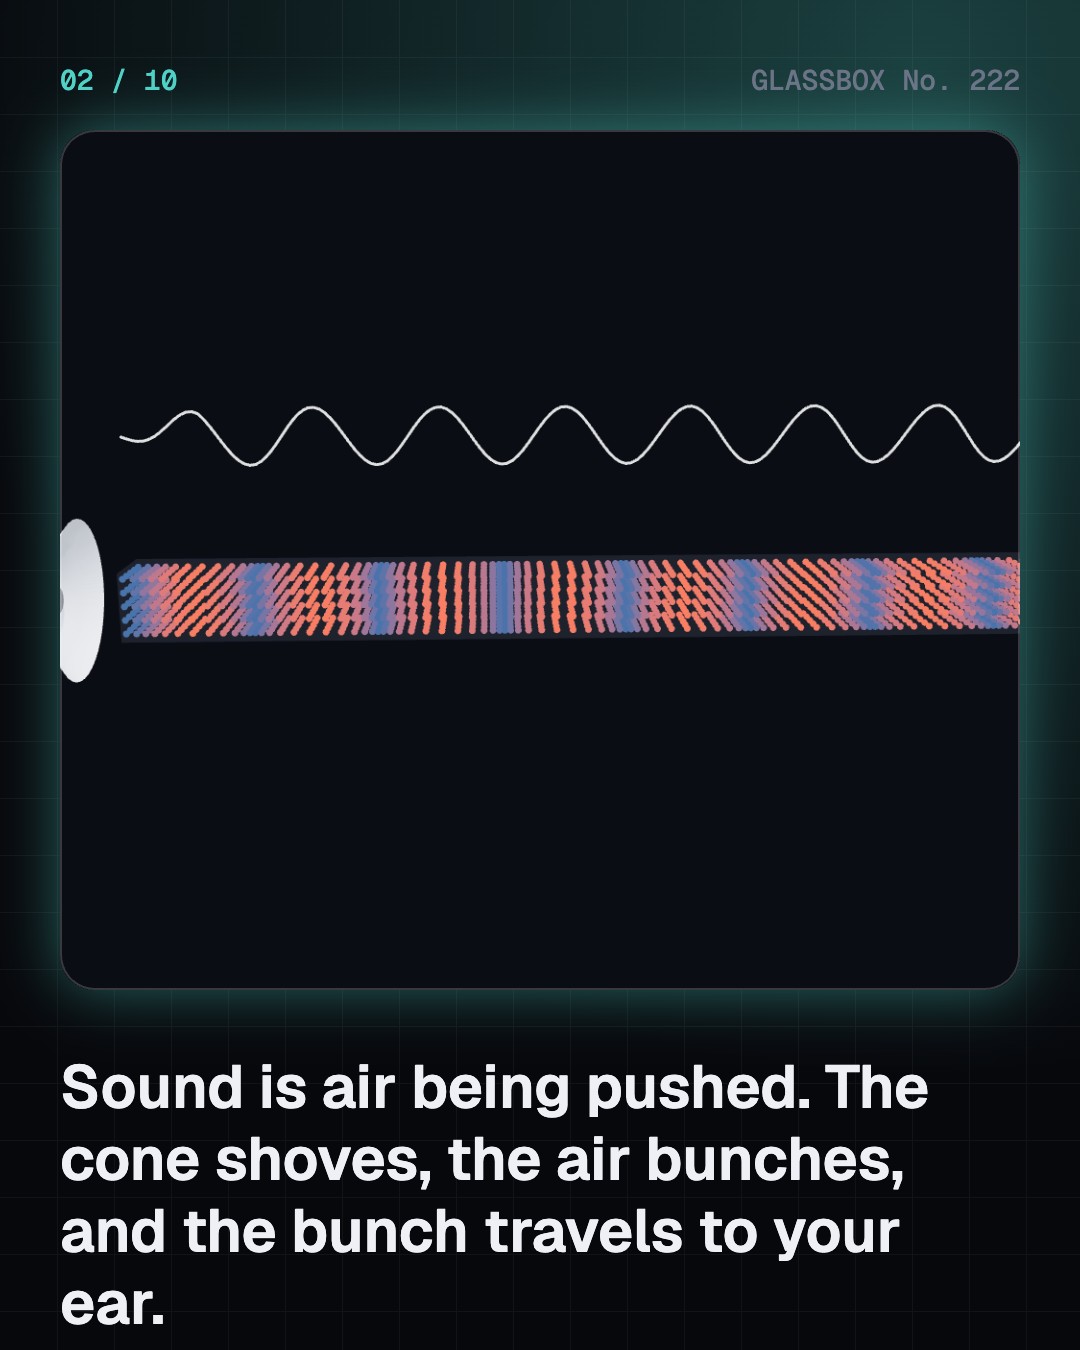 02 / 10
GLASSBOX No. 222
Sound is air being pushed. The
cone shoves, the air bunches,
and the bunch travels to your
ear.